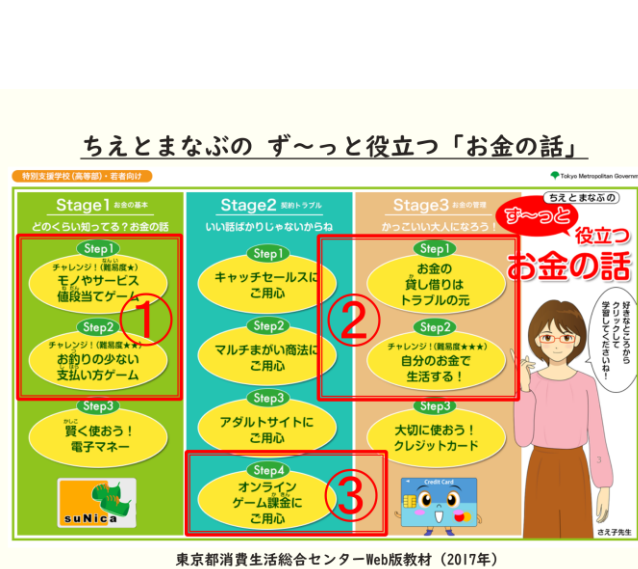 ちえとまなぶの ず～っと役立つ「お金の話」
特別支援学校(高等部)・若者向け
Tokyo Metropolitan Governm
Stage1 お金の基本
どのくらい知ってる？お金の話
Step1
チャレンジ！(難易度★)
モノやサービス
値段当てゲーム
①
Step2
チャレンジ！(難易度★★)
お釣りの少ない
支払い方ゲーム
Step3
賢く使おう！
電子マネー
suNica
Stage2 契約トラブル
いい話ばかりじゃないからね
Step1
キャッチセールスに
ご用心
Step2
マルチまがい商法に
ご用心
Step3
アダルトサイトに
ご用心
Step4
オンライン
ゲーム課金に
ご用心
③
Stage3 お金の管理
かっこいい大人になろう！
Step1
お金の
貸し借りは
トラブルの元
②
Step2
チャレンジ！(難易度★★★)
自分のお金で
生活する！
Step3
大切に使おう！
クレジットカード
Credit Card
ちえとまなぶの
ず～っと
役立つ
お金の話
好きなところから
クリックして
学習してくださいね！
3
さえ子先生
東京都消費生活総合センターWeb版教材（2017年）